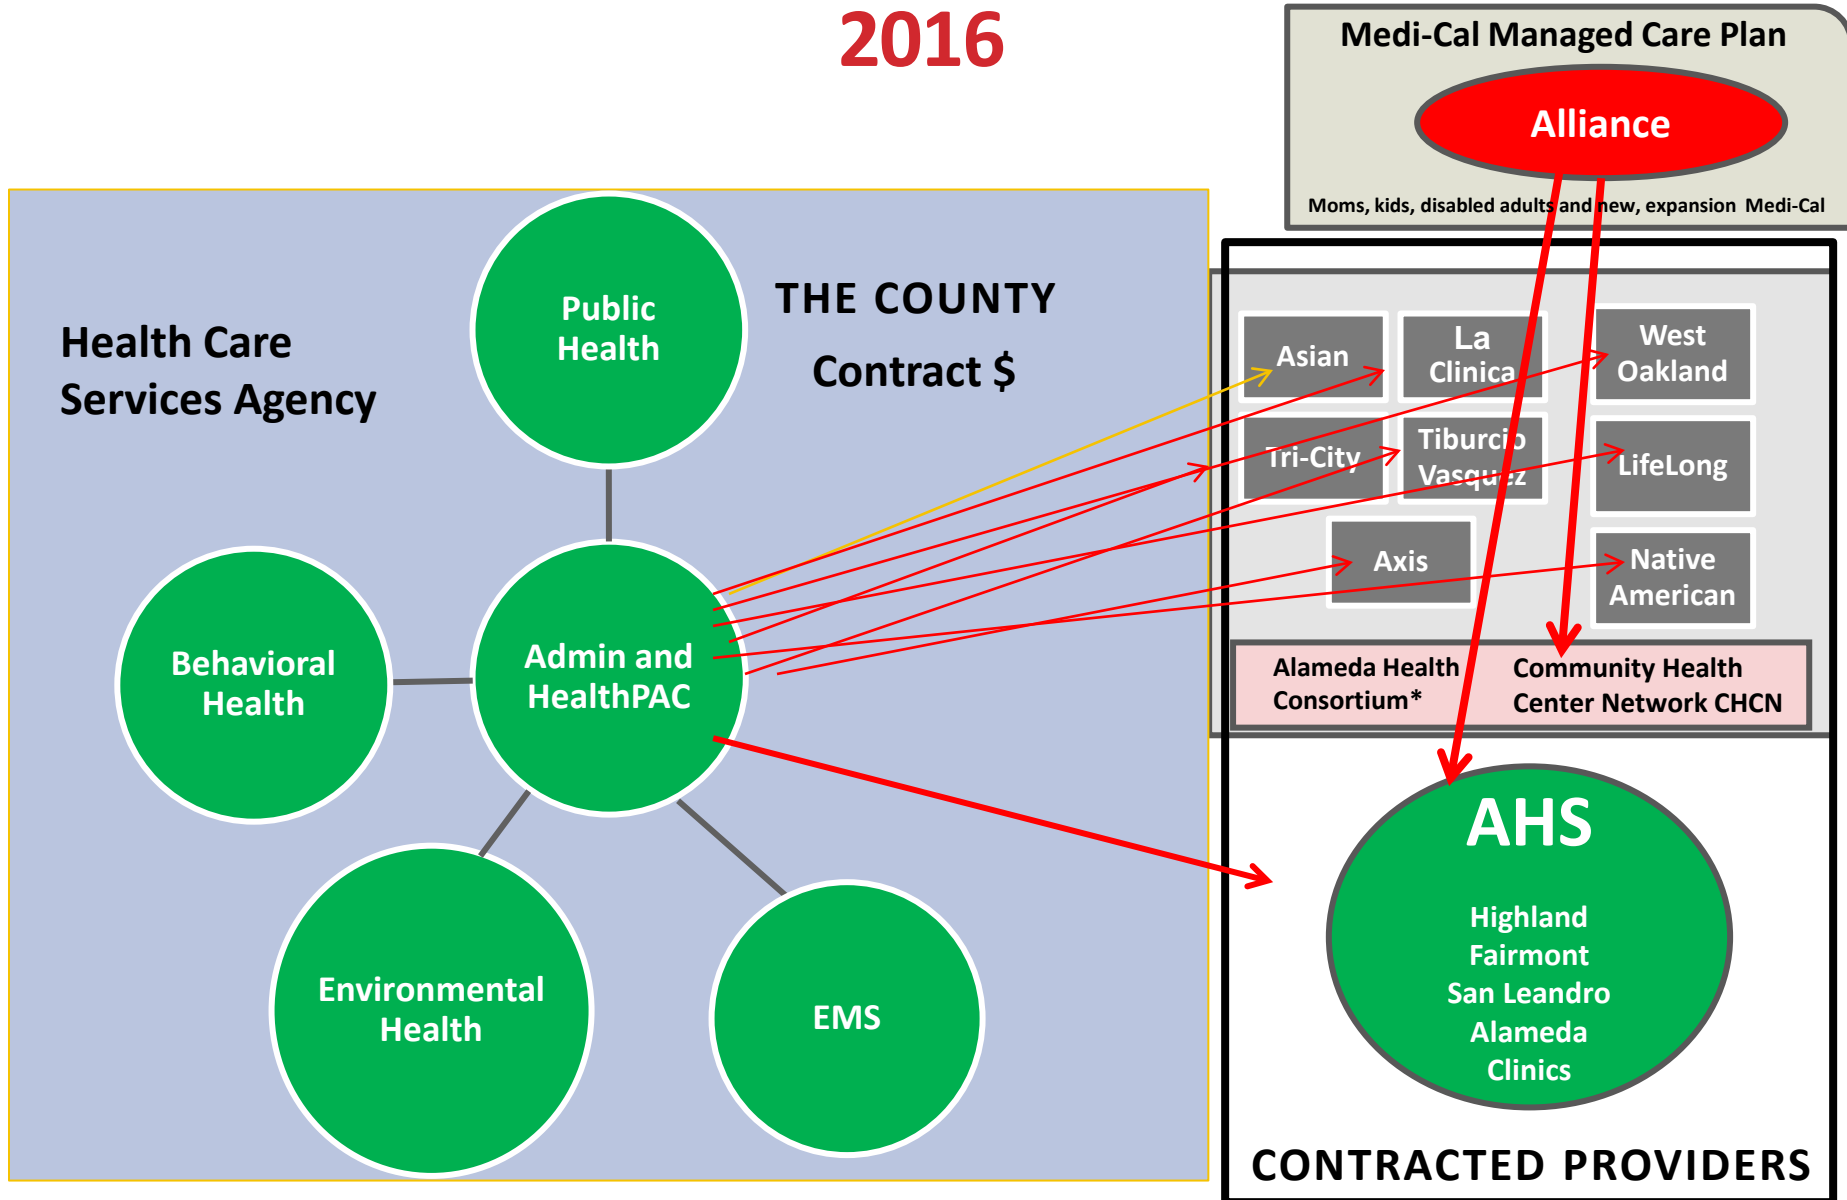 2016
Medi-Cal Managed Care Plan
Alliance
Moms, kids, disabled adults and new, expansion Medi-Cal
Health Care
Services Agency
THE COUNTY
Contract $
Public
Health
Behavioral
Health
Admin and
HealthPAC
Environmental
Health
EMS
Asian
La
Clinica
West
Oakland
Tri-City
Tiburcio
Vasquez
LifeLong
Axis
Native
American
Alameda Health
Consortium*
Community Health
Center Network CHCN
AHS
Highland
Fairmont
San Leandro
Alameda
Clinics
CONTRACTED PROVIDERS